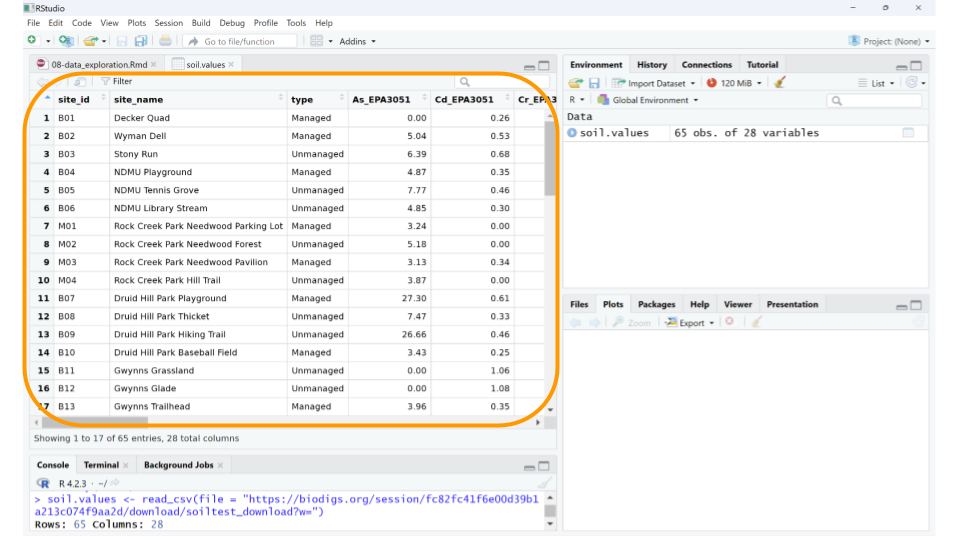 RStudio
File Edit Code View Plots Session Build Debug Profile Tools Help
Go to file/function Addins Project: (None)
08-data_exploration.Rmd soil.values
Filter
site_id site_name type As_EPA3051 Cd_EPA3051 Cr_EPA3
1 B01 Decker Quad Managed 0.00 0.26
2 B02 Wyman Dell Managed 5.04 0.53
3 B03 Stony Run Unmanaged 6.39 0.68
4 B04 NDMU Playground Managed 4.87 0.35
5 B05 NDMU Tennis Grove Unmanaged 7.77 0.46
6 B06 NDMU Library Stream Unmanaged 4.85 0.30
7 M01 Rock Creek Park Needwood Parking Lot Managed 3.24 0.00
8 M02 Rock Creek Park Needwood Forest Unmanaged 5.18 0.00
9 M03 Rock Creek Park Needwood Pavilion Managed 3.13 0.34
10 M04 Rock Creek Park Hill Trail Unmanaged 3.87 0.00
11 B07 Druid Hill Park Playground Managed 27.30 0.61
12 B08 Druid Hill Park Thicket Unmanaged 7.47 0.33
13 B09 Druid Hill Park Hiking Trail Unmanaged 26.66 0.46
14 B10 Druid Hill Park Baseball Field Managed 3.43 0.25
15 B11 Gwynns Grassland Unmanaged 0.00 1.06
16 B12 Gwynns Glade Unmanaged 0.00 1.08
17 B13 Gwynns Trailhead Managed 3.96 0.35
Showing 1 to 17 of 65 entries, 28 total columns
Console Terminal Background Jobs
R 4.2.3 · ~/
> soil.values <- read_csv(file = "https://biodigs.org/session/fc82fc41f6e00d39b1
a213c074f9aa2d/download/soiltest_download?w=")
Rows: 65 Columns: 28
Environment History Connections Tutorial
Import Dataset 120 MiB List
R Global Environment
Data
soil.values 65 obs. of 28 variables
Files Plots Packages Help Viewer Presentation
Zoom Export